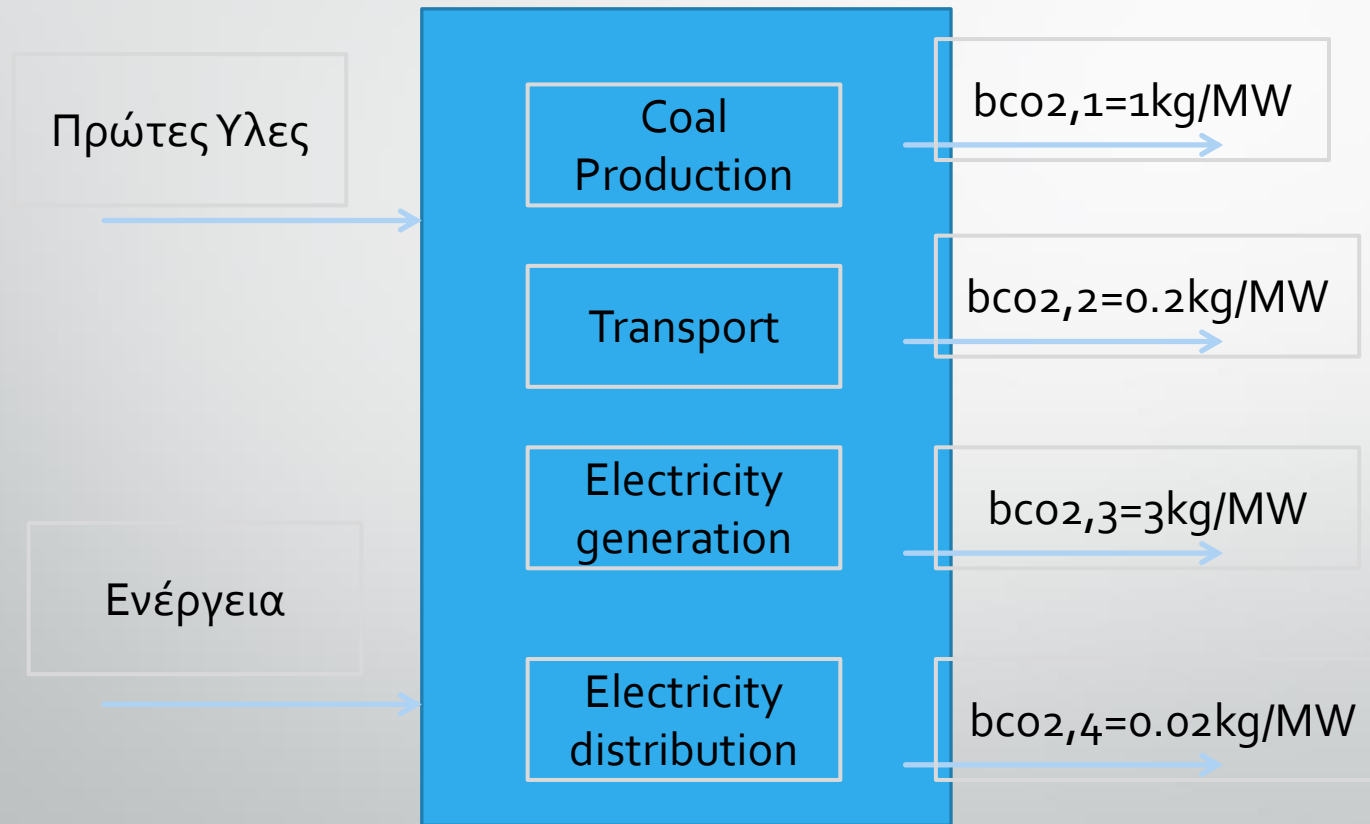 Πρώτες Υλες
Coal
Production
bco2,1=1kg/MW
Transport
bco2,2=0.2kg/MW
Electricity
generation
bco2,3=3kg/MW
Ενέργεια
Electricity
distribution
bco2,4=0.02kg/MW